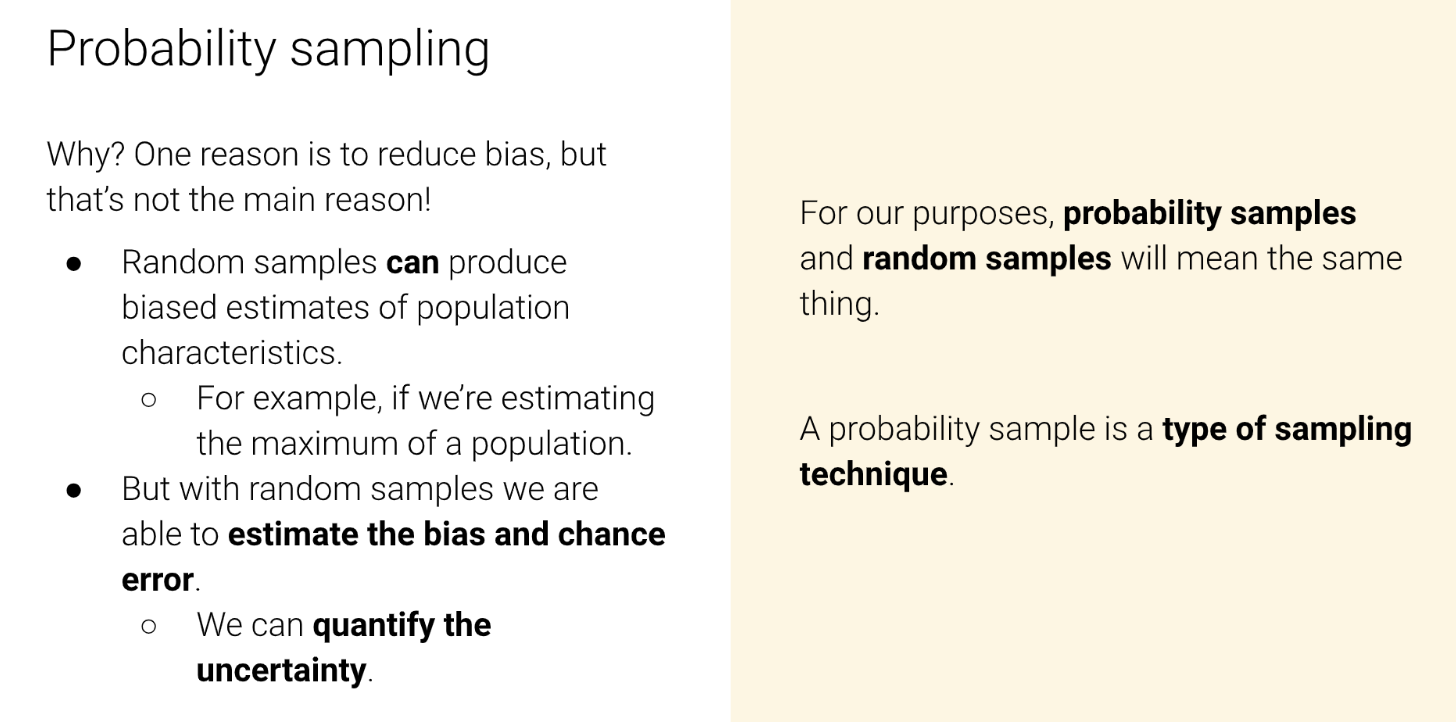 Probability sampling
Why? One reason is to reduce bias, but
that's not the main reason!
● Random samples can produce
biased estimates of population
characteristics.
○ For example, if we're estimating
the maximum of a population.
● But with random samples we are
able to estimate the bias and chance
error.
○ We can quantify the
uncertainty.
For our purposes, probability samples
and random samples will mean the same
thing.
A probability sample is a type of sampling
technique.